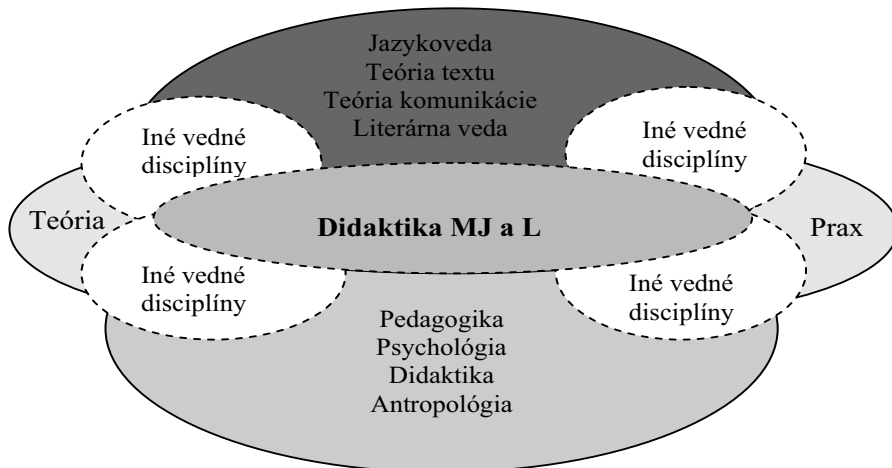 Jazykoveda
Teória textu
Teória komunikácie
Literárna veda
Iné vedné
disciplíny
Iné vedné
disciplíny
Teória
Didaktika MJ a L
Prax
Iné vedné
disciplíny
Iné vedné
disciplíny
Pedagogika
Psychológia
Didaktika
Antropológia